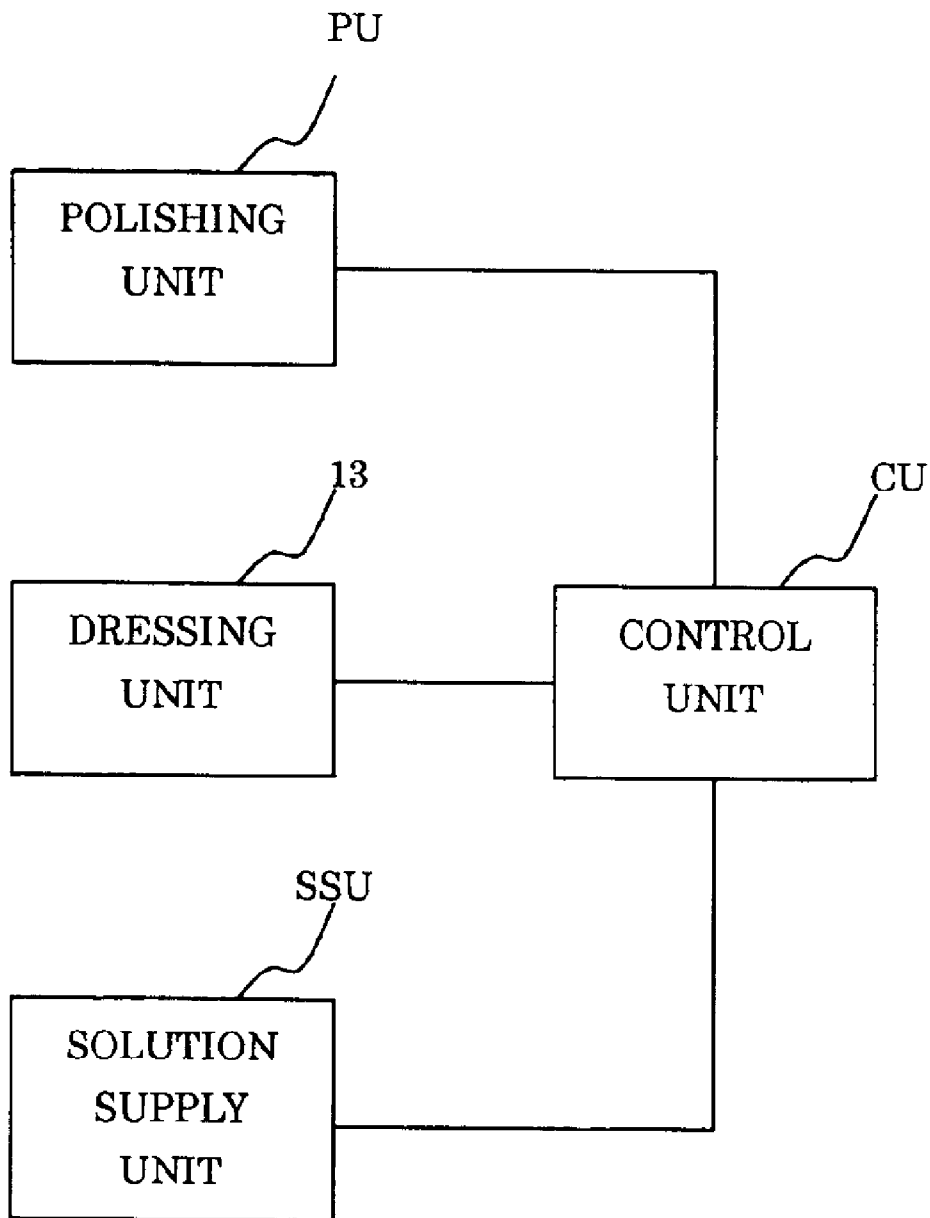 PU
POLISHING
UNIT
13
CU
DRESSING
UNIT
CONTROL
UNIT
SSU
SOLUTION
SUPPLY
UNIT